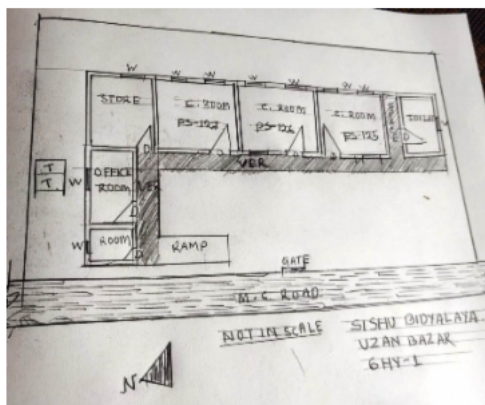 W W W W W W
STORE
C. ROOM
PS-127
C. ROOM
PS-126
C. ROOM
PS-125
TOILET
W
D
D D D
VER
T
T
W
OFFICE
ROOM
VER
D
W
ROOM
D
RAMP
GATE
M. G. ROAD
NOT IN SCALE
SISHU BIDYALAYA
UZAN BAZAR
GHY-1
N